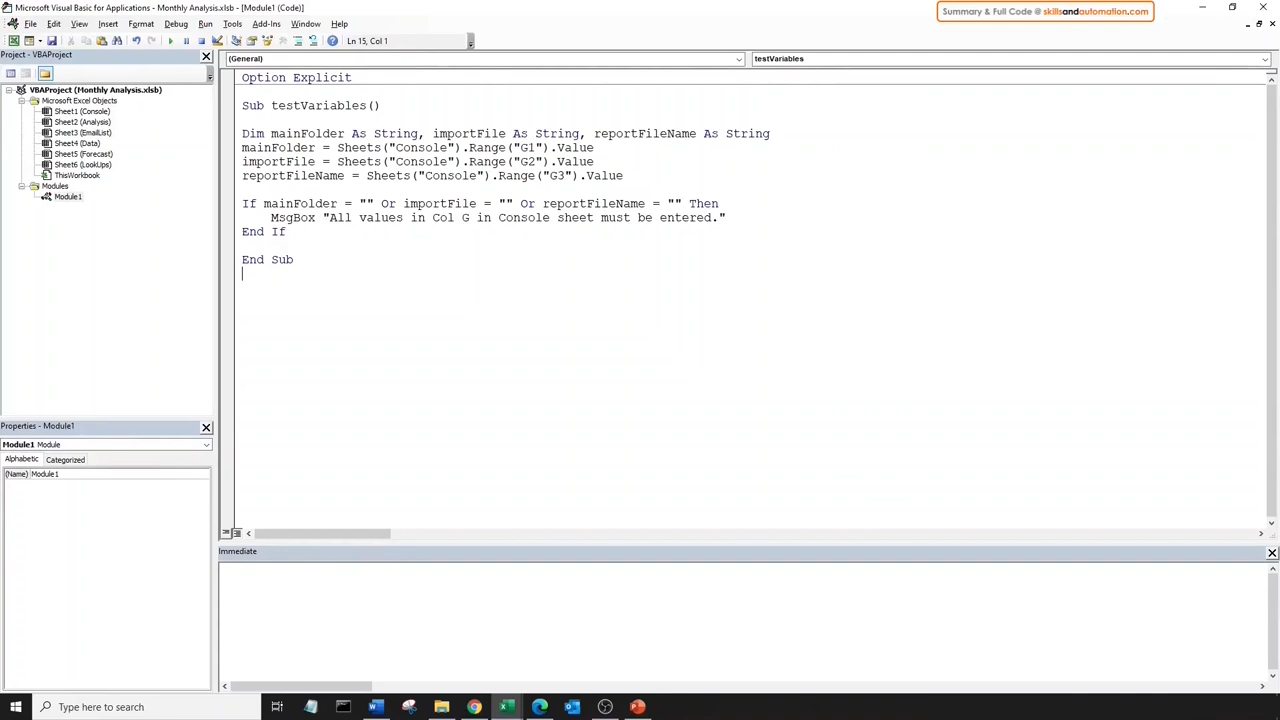 Microsoft Visual Basic for Applications - Monthly Analysis.xlsb - [Module1 (Code)]
Summary & Full Code @ skillsandautomation.com
File Edit View Insert Format Debug Run Tools Add-Ins Window Help
Ln 15, Col 1
Project - VBAProject
(General)
testVariables
VBAProject (Monthly Analysis.xlsb)
Microsoft Excel Objects
Sheet1 (Console)
Sheet2 (Analysis)
Sheet3 (EmailList)
Sheet4 (Data)
Sheet5 (Forecast)
Sheet6 (LookUps)
ThisWorkbook
Modules
Module1
Option Explicit
Sub testVariables()
Dim mainFolder As String, importFile As String, reportFileName As String
mainFolder = Sheets("Console").Range("G1").Value
importFile = Sheets("Console").Range("G2").Value
reportFileName = Sheets("Console").Range("G3").Value
If mainFolder = "" Or importFile = "" Or reportFileName = "" Then
MsgBox "All values in Col G in Console sheet must be entered."
End If
End Sub
Properties - Module1
Module1 Module
Alphabetic Categorized
(Name) Module1
Immediate
Type here to search